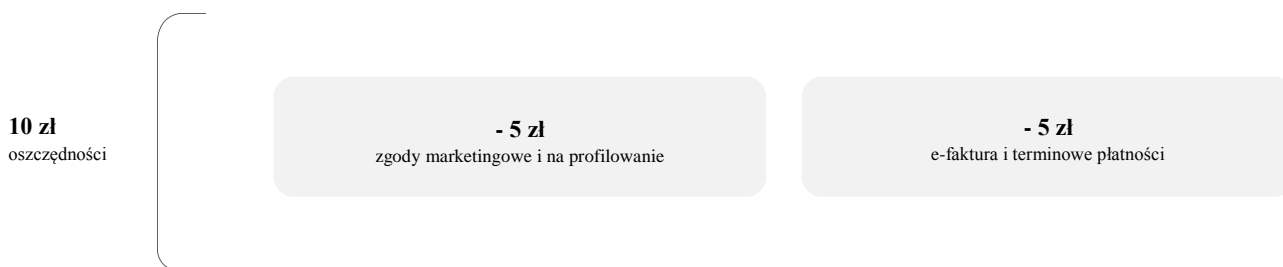 10 zł
oszczędności
- 5 zł
zgody marketingowe i na profilowanie
- 5 zł
e-faktura i terminowe płatności